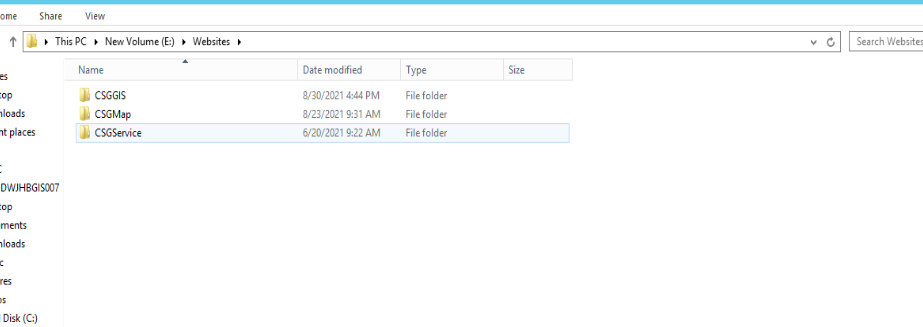 ome Share View
This PC New Volume (E:) Websites Search Websites
Name Date modified Type Size
CSGGIS 8/30/2021 4:44 PM File folder
CSGMap 8/23/2021 9:31 AM File folder
CSGService 6/20/2021 9:22 AM File folder
es
top
nloads
nt places
C
DWJHBGIS007
top
ments
nloads
c
res
os
l Disk (C:)